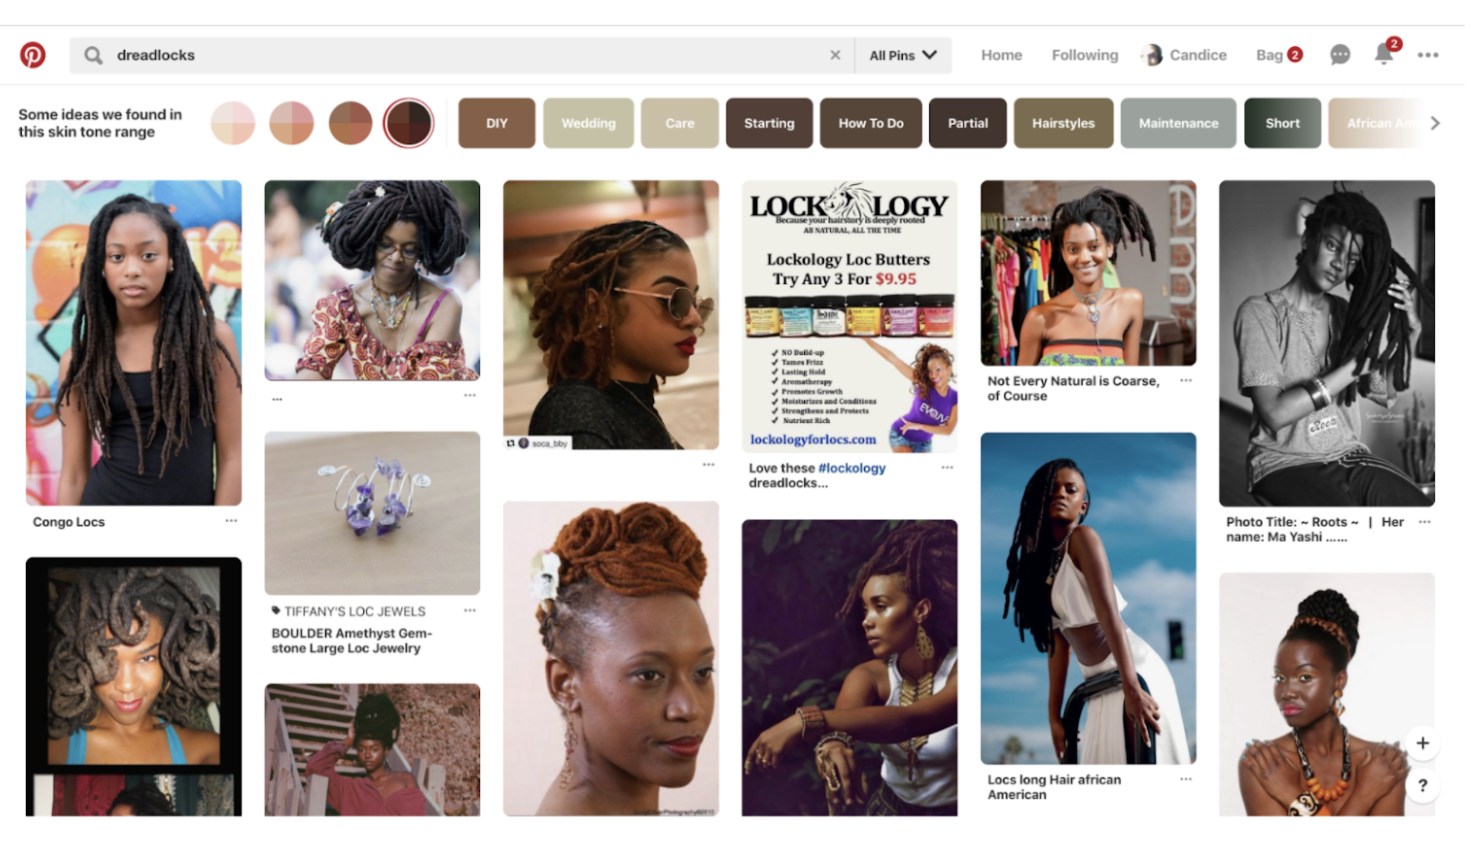 dreadlocks
All Pins
Home
Following
Candice
Bag 2
2
Some ideas we found in
this skin tone range
DIY
Wedding
Care
Starting
How To Do
Partial
Hairstyles
Maintenance
Short
African Am
Congo Locs
...
TIFFANY'S LOC JEWELS
BOULDER Amethyst Gem-
stone Large Loc Jewelry
soca_bby
LOCK LOGY
Because your hairstory is deeply rooted
All NATURAL, ALL THE TIME
Lockology Loc Butters
Try Any 3 For $9.95
NO Build-up
Tames Frizz
Lasting Hold
Aromatherapy
Promotes Growth
Moisturizes and Conditions
Strengthens and Protects
Nutrient Rich
EVOLV
lockologyforlocs.com
Love these #lockology
dreadlocks...
Not Every Natural is Coarse,
of Course
Locs long Hair african
American
Photo Title: ~ Roots ~ | Her
name: Ma Yashi ......
+
?